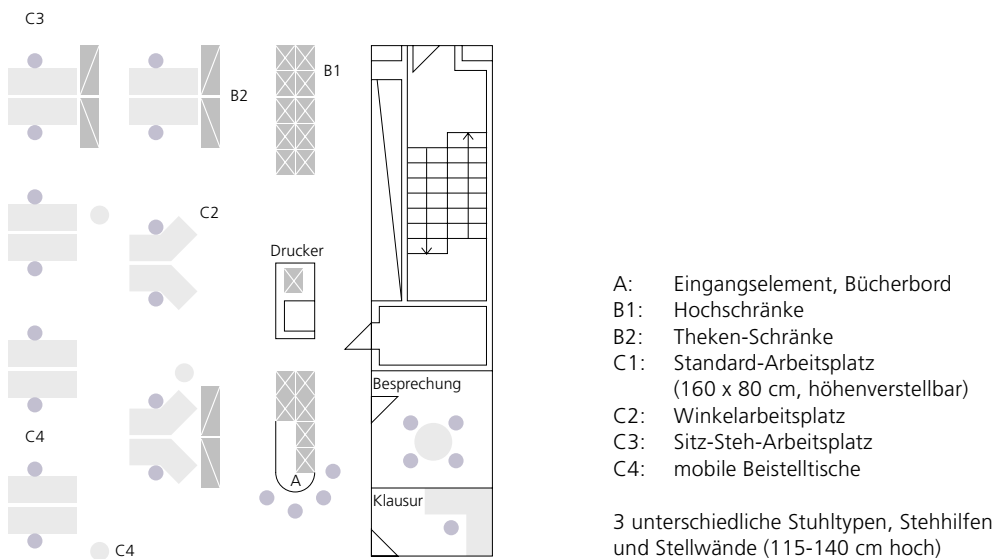 C3
B1
B2
C2
Drucker
Besprechung
C4
A
Klausur
C4
A: Eingangselement, Bücherbord
B1: Hochschränke
B2: Theken-Schränke
C1: Standard-Arbeitsplatz
(160 x 80 cm, höhenverstellbar)
C2: Winkelarbeitsplatz
C3: Sitz-Steh-Arbeitsplatz
C4: mobile Beistelltische
3 unterschiedliche Stuhltypen, Stehhilfen
und Stellwände (115-140 cm hoch)